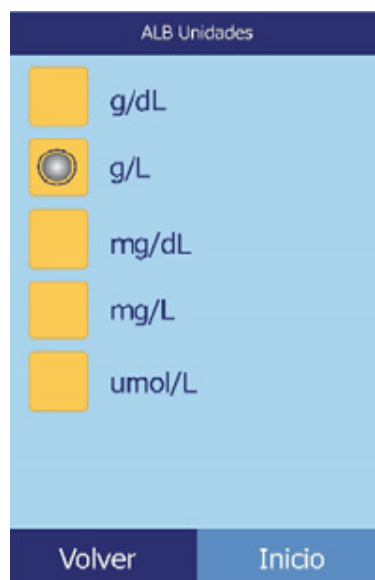 ALB Unidades
g/dL
g/L
mg/dL
mg/L
umol/L
Volver Inicio